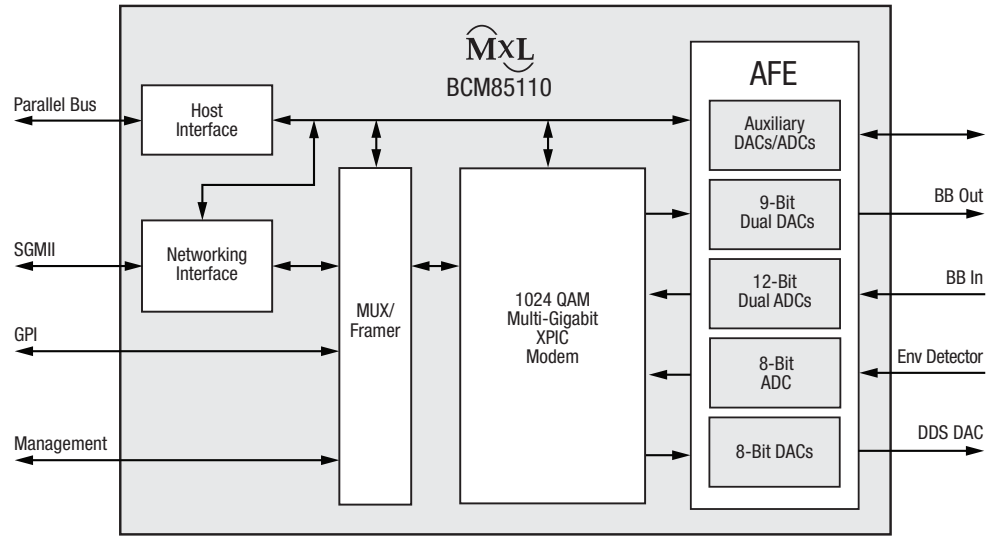 MxL
BCM85110
AFE
Parallel Bus
Host
Interface
Auxiliary
DACs/ADCs
9-Bit
Dual DACs
BB Out
SGMII
Networking
Interface
12-Bit
Dual ADCs
BB In
MUX/
Framer
1024 QAM
Multi-Gigabit
XPIC
Modem
GPI
8-Bit
ADC
Env Detector
Management
8-Bit DACs
DDS DAC